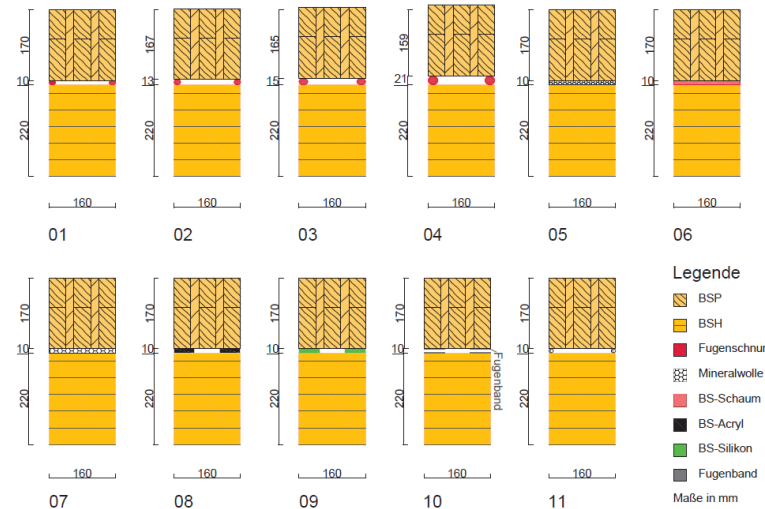 170 167 165 159 170 170
10 13 15 21 10 10
220 220 220 220 220 220
160 160 160 160 160 160
01 02 03 04 05 06
Legende
BSP
BSH
Fugenschnur
Mineralwolle
BS-Schaum
BS-Acryl
BS-Silikon
Fugenband
Maße in mm
170 170 170 170 170
10 10 10 10 10
Fugenband
220 220 220 220 220
160 160 160 160 160
07 08 09 10 11